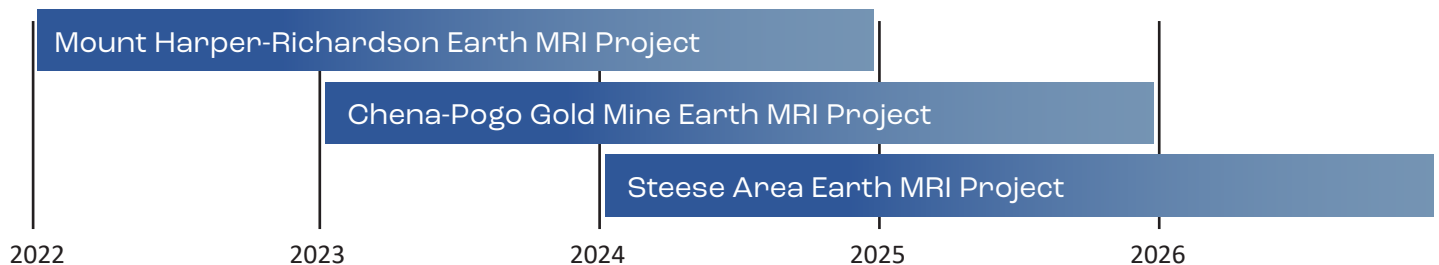 Mount Harper-Richardson Earth MRI Project
Chena-Pogo Gold Mine Earth MRI Project
Steese Area Earth MRI Project
2022 2023 2024 2025 2026